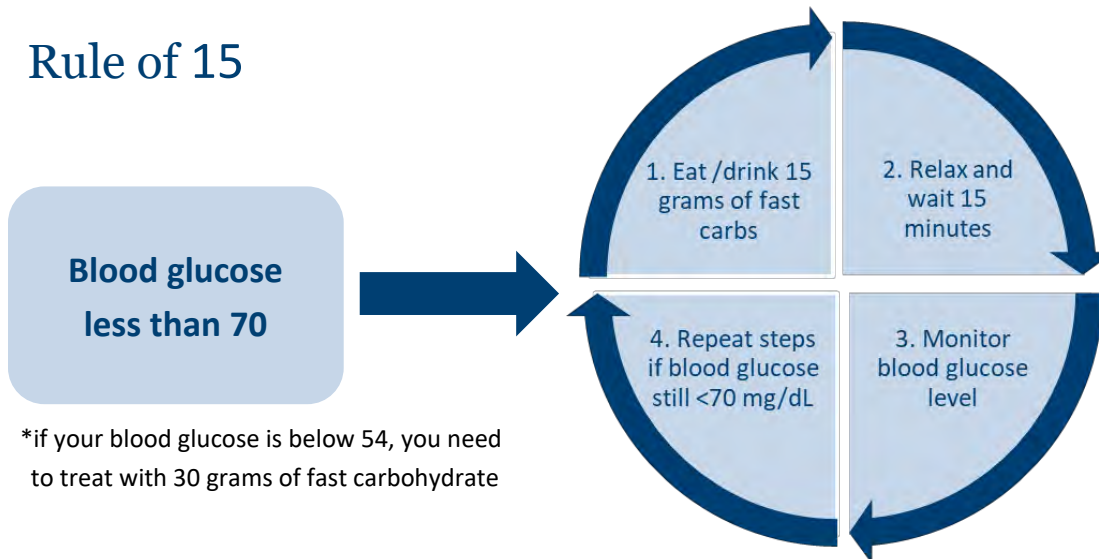 Rule of 15
Blood glucose
less than 70
*if your blood glucose is below 54, you need
to treat with 30 grams of fast carbohydrate
1. Eat /drink 15
grams of fast
carbs
2. Relax and
wait 15
minutes
3. Monitor
blood glucose
level
4. Repeat steps
if blood glucose
still <70 mg/dL